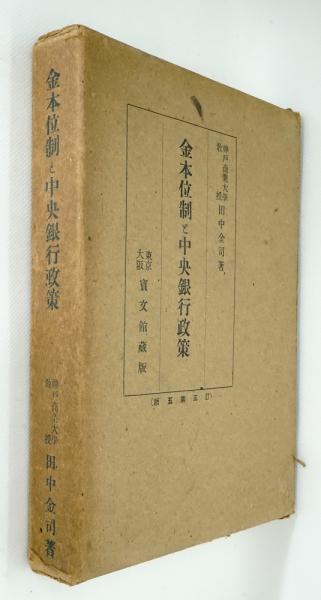 神戸商業大学
教授
田中金司著
金本位制と中央銀行政策
東京
大阪
寶文館蔵版
(訂正第五版)
金本位制と中央銀行政策
神戸商業大学
教授
田中金司著